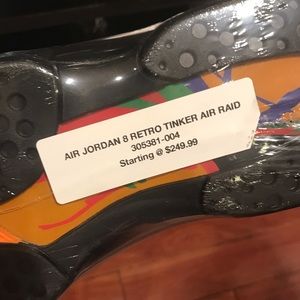 AIR JORDAN 8 RETRO TINKER AIR RAID
305381-004
Starting @ $249.99